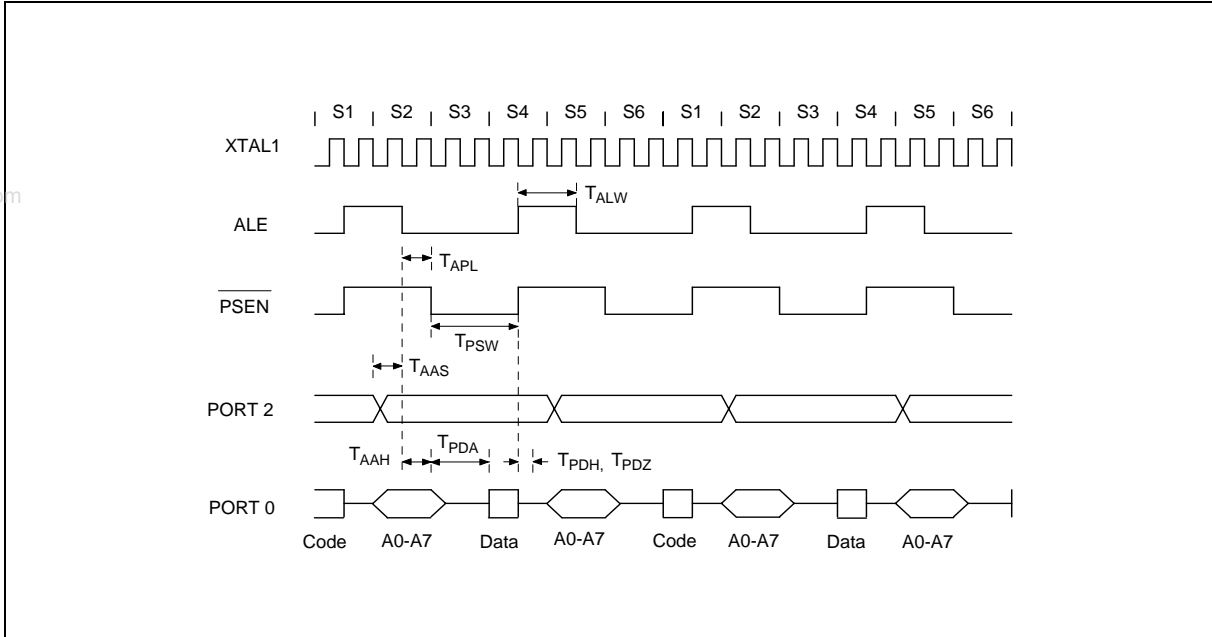 S1 S2 S3 S4 S5 S6 S1 S2 S3 S4 S5 S6
XTAL1
om
TALW
ALE
TAPL
PSEN
TPSW
TAAS
PORT 2
TAAH TPDA TPDH, TPDZ
PORT 0
Code A0-A7 Data A0-A7 Code A0-A7 Data A0-A7